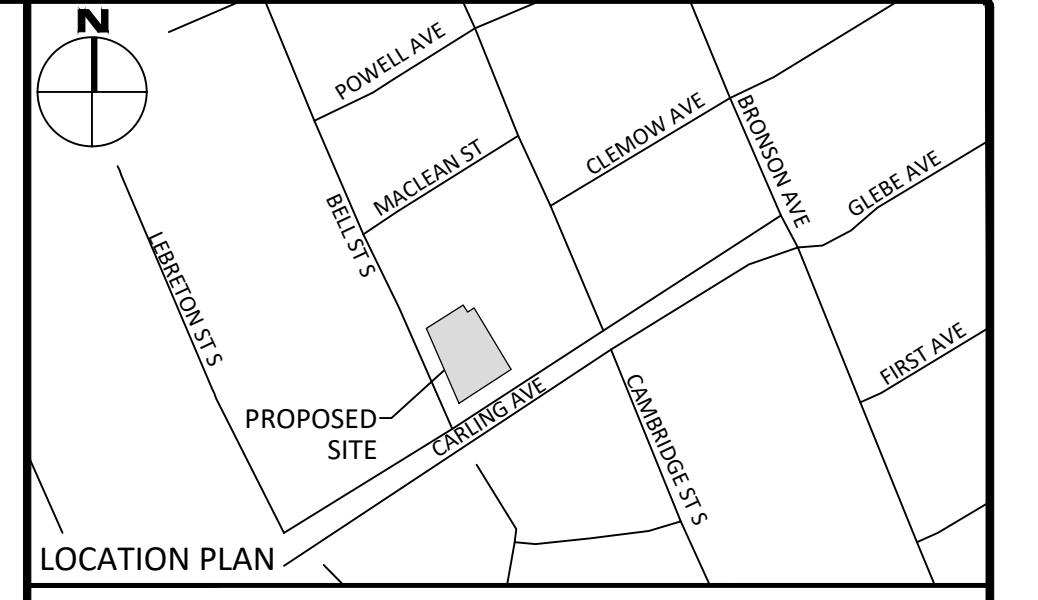 N
POWELL AVE
MACLEAN ST
CLEMOW AVE
BRONSON AVE
GLEBE AVE
BELL ST S
LEBRETON ST S
FIRST AVE
PROPOSED
SITE
CARLING AVE
CAMBRIDGE ST S
LOCATION PLAN